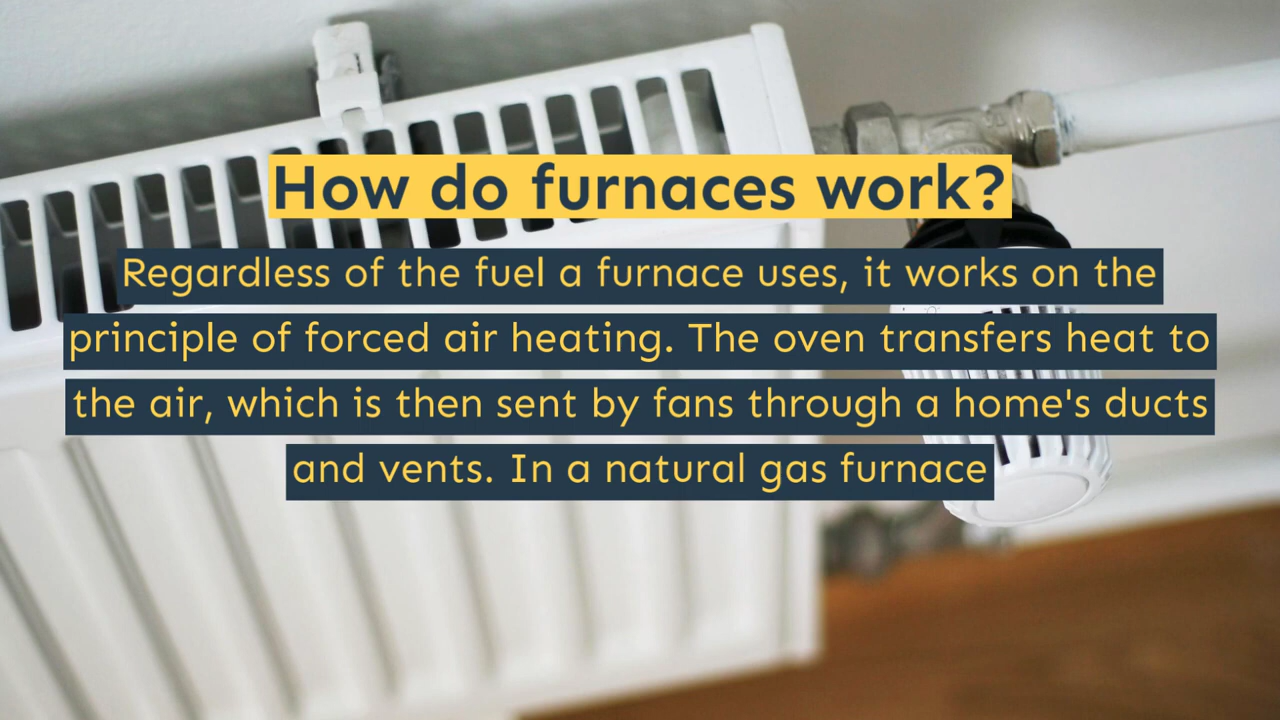 How do furnaces work?
Regardless of the fuel a furnace uses, it works on the
principle of forced air heating. The oven transfers heat to
the air, which is then sent by fans through a home's ducts
and vents. In a natural gas furnace